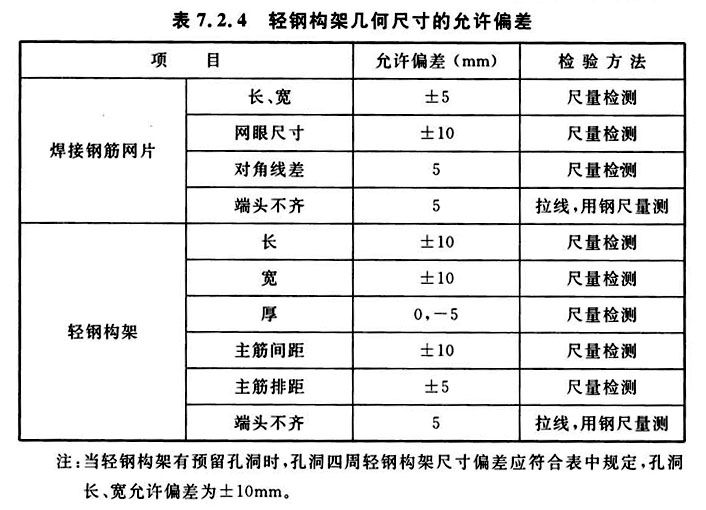 表7.2.4 轻钢构架几何尺寸的允许偏差
项 目 允许偏差(mm) 检验方法
焊接钢筋网片
长、宽 ±5 尺量检测
网眼尺寸 ±10 尺量检测
对角线差 5 尺量检测
端头不齐 5 拉线,用钢尺量测
轻钢构架
长 ±10 尺量检测
宽 ±10 尺量检测
厚 0,-5 尺量检测
主筋间距 ±10 尺量检测
主筋排距 ±5 尺量检测
端头不齐 5 拉线,用钢尺量测
注:当轻钢构架有预留孔洞时,孔洞四周轻钢构架尺寸偏差应符合表中规定,孔洞
长、宽允许偏差为±10mm。